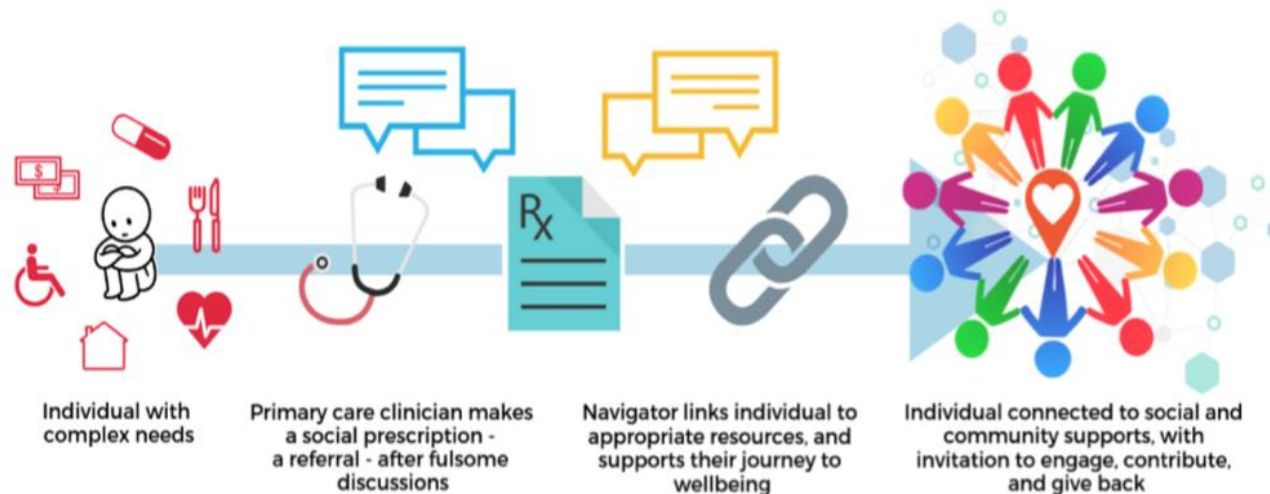 $
Rx
Individual with
complex needs
Primary care clinician makes
a social prescription -
a referral - after fulsome
discussions
Navigator links individual to
appropriate resources, and
supports their journey to
wellbeing
Individual connected to social and
community supports, with
invitation to engage, contribute,
and give back